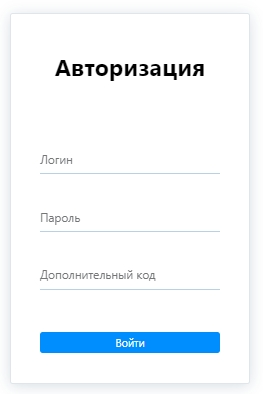 Авторизация
Логин
Пароль
Дополнительный код
Войти